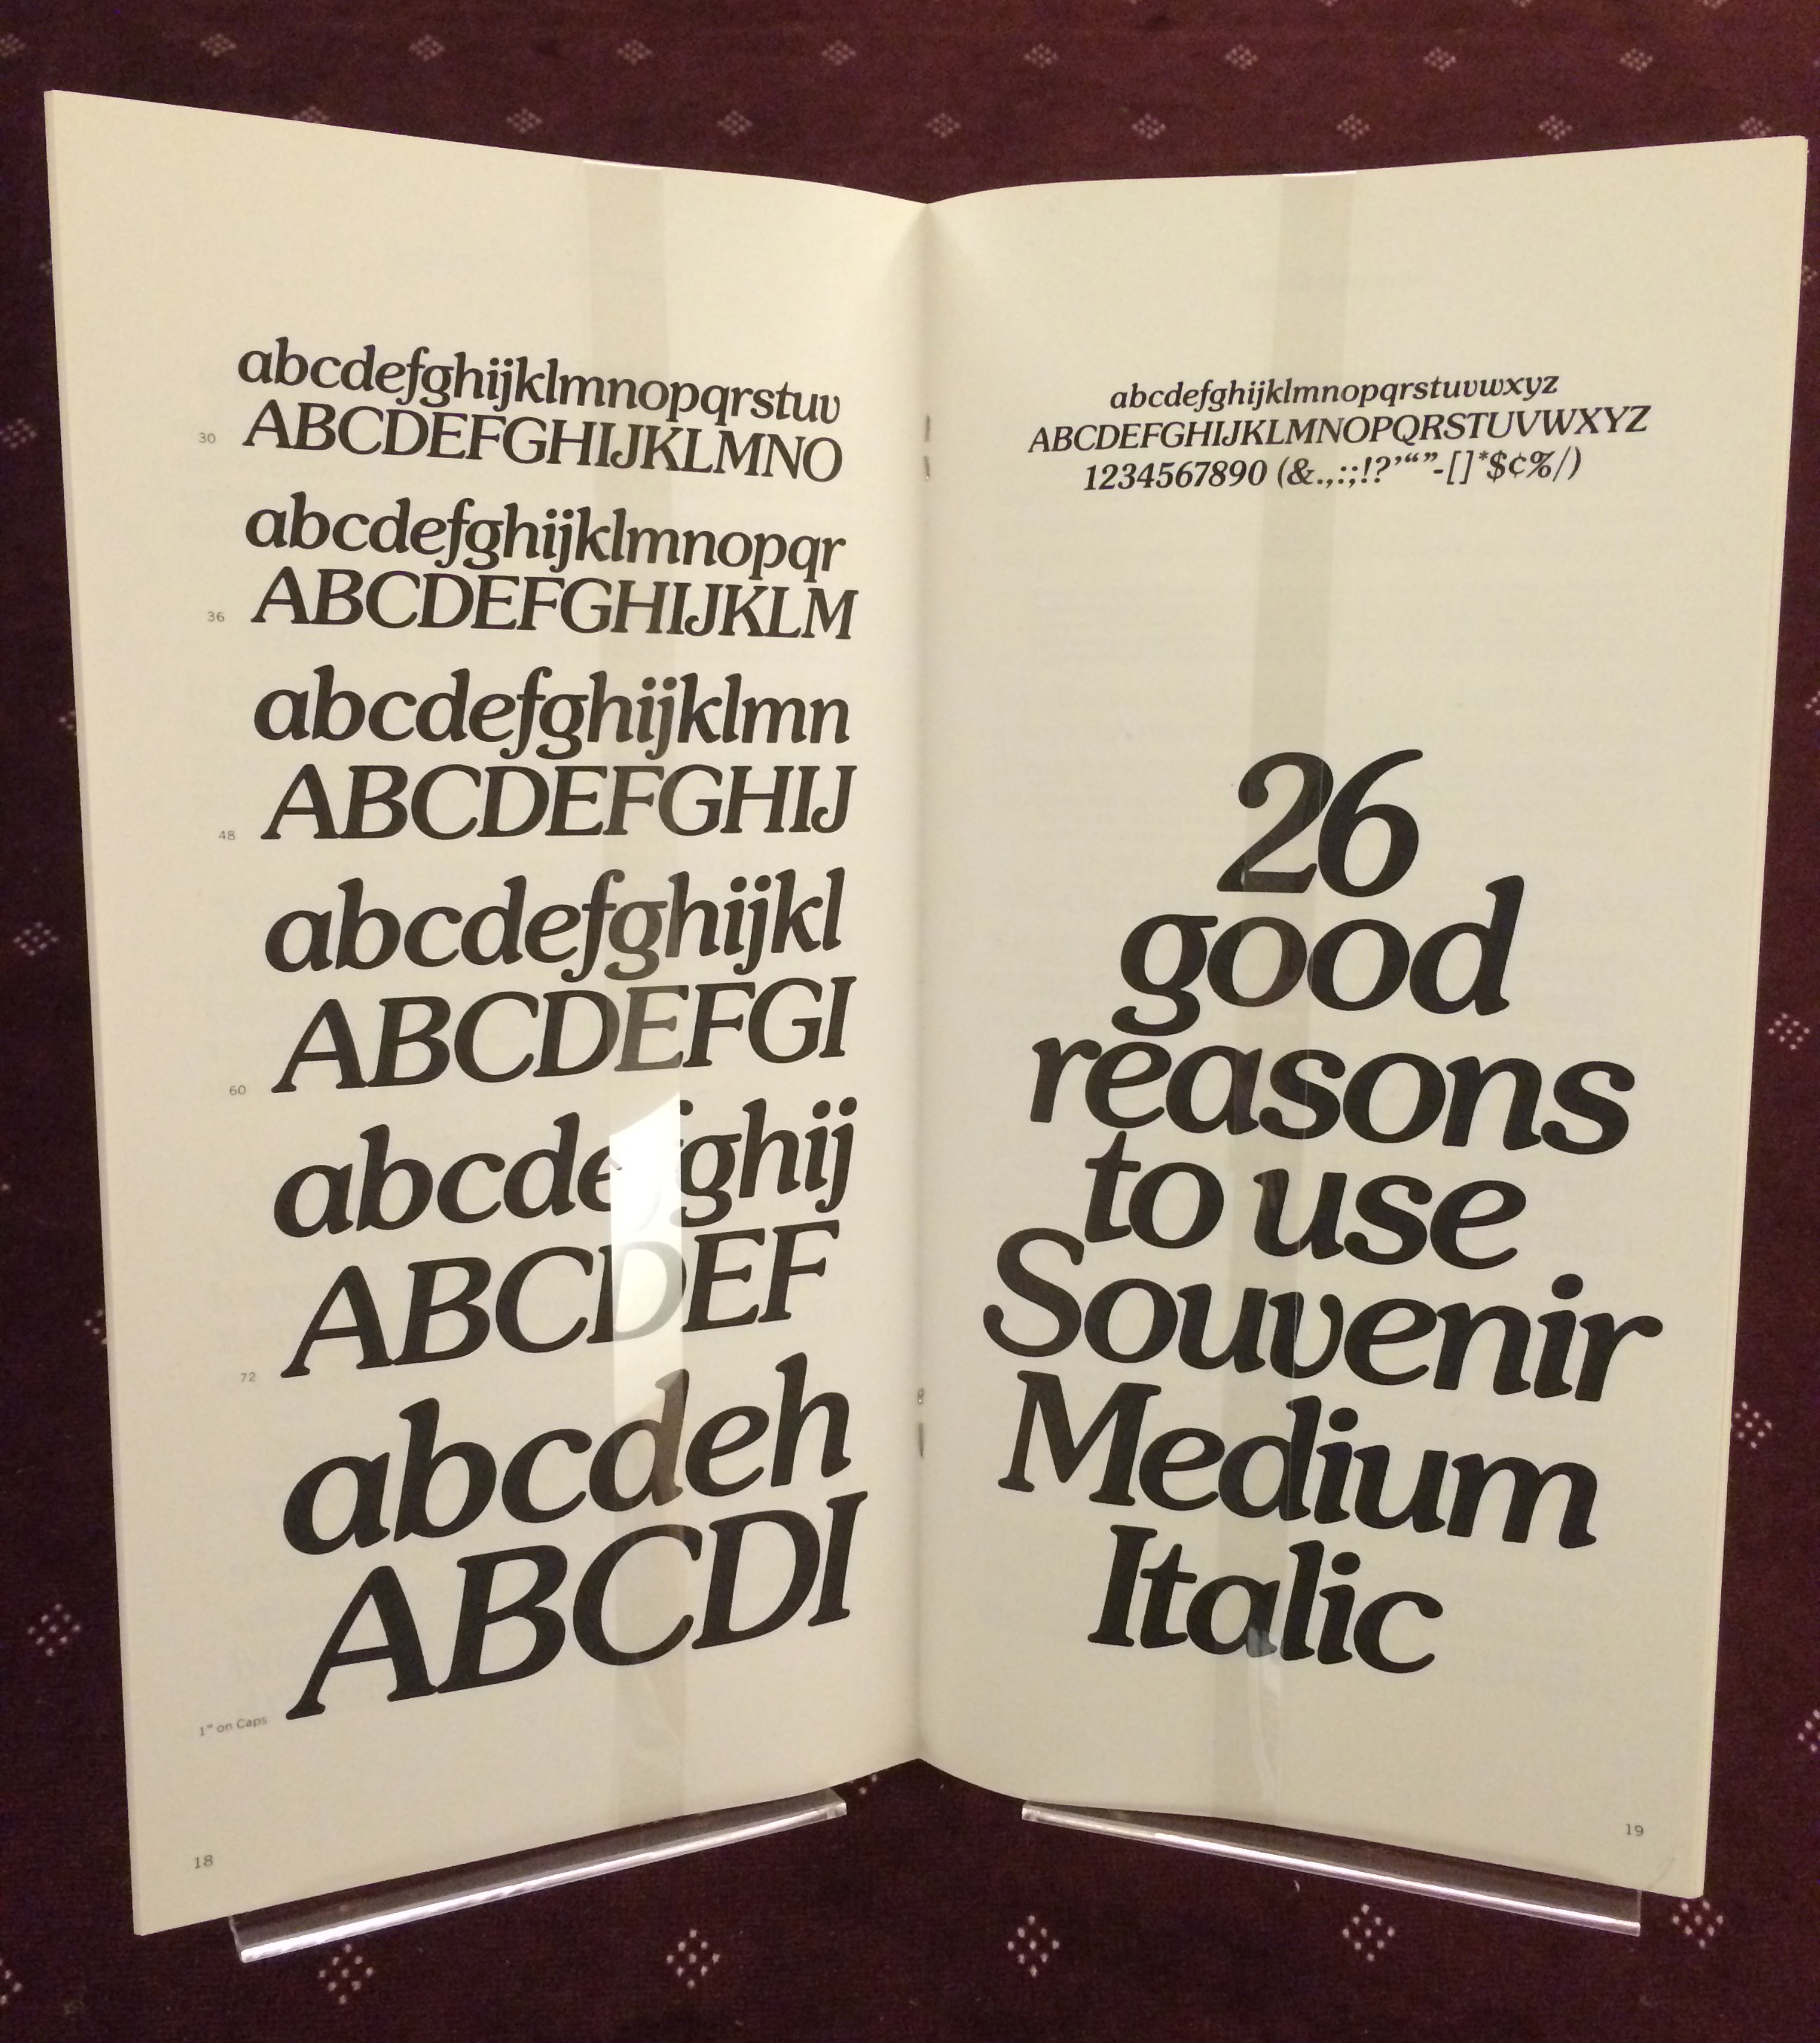 abcdefghijklmnopqrstuv
30 ABCDEFGHIJKLMNO
abcdefghijklmnopqr
36 ABCDEFGHIJKLM
abcdefghijklmn
48 ABCDEFGHIJ
abcdefghijkl
60 ABCDEFGI
abcdefghij
72 ABCDEF
abcdeh
1” on Caps ABCDI
18
abcdefghijklmnopqrstuvwxyz
ABCDEFGHIJKLMNOPQRSTUVWXYZ
1234567890 (&.,:;!?’“”-[]*$¢%/)
26
good
reasons
to use
Souvenir
Medium
Italic
19